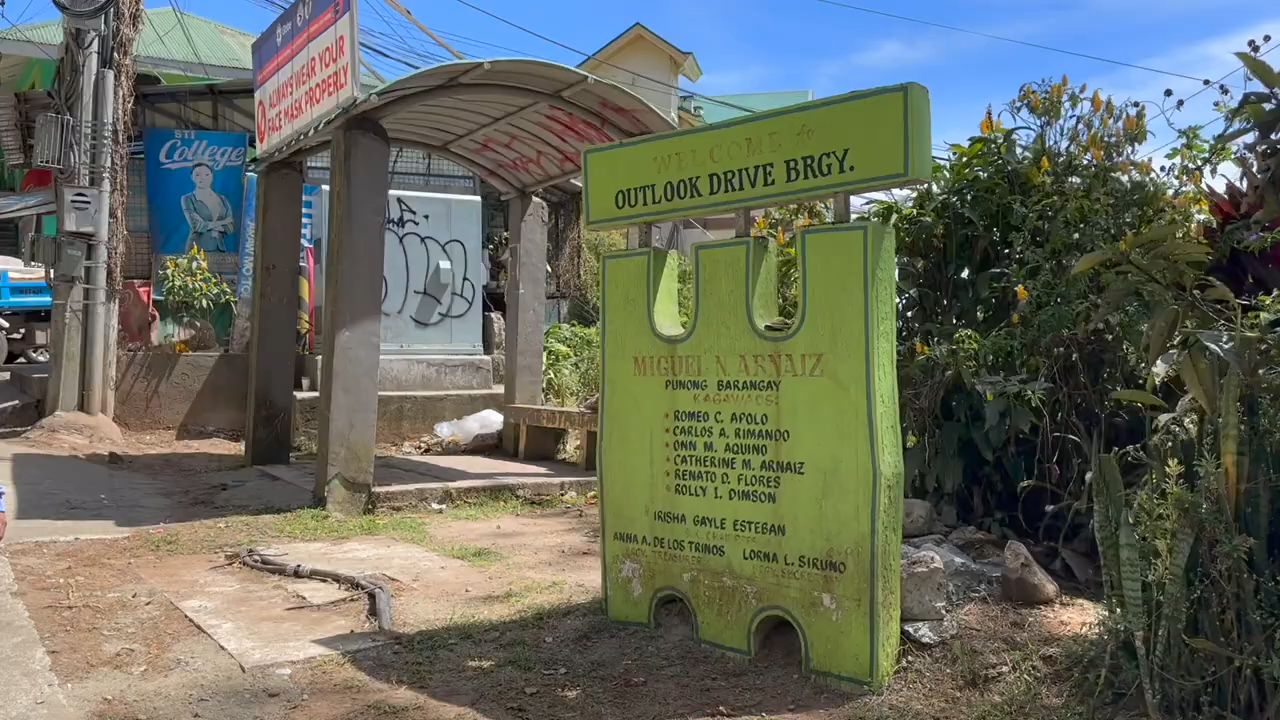 ALWAYS WEAR YOUR
FACE MASK PROPERLY
STI
College
WELCOME to
OUTLOOK DRIVE BRGY.
MIGUEL N. ARNAIZ
PUNONG BARANGAY
KAGAWADS:
ROMEO C. APOLO
CARLOS A. RIMANDO
ONN M. AQUINO
CATHERINE M. ARNAIZ
RENATO D. FLORES
ROLLY I. DIMSON
IRISHA GAYLE ESTEBAN
ANNA A. DE LOS TRINOS LORNA L. SIRUNO